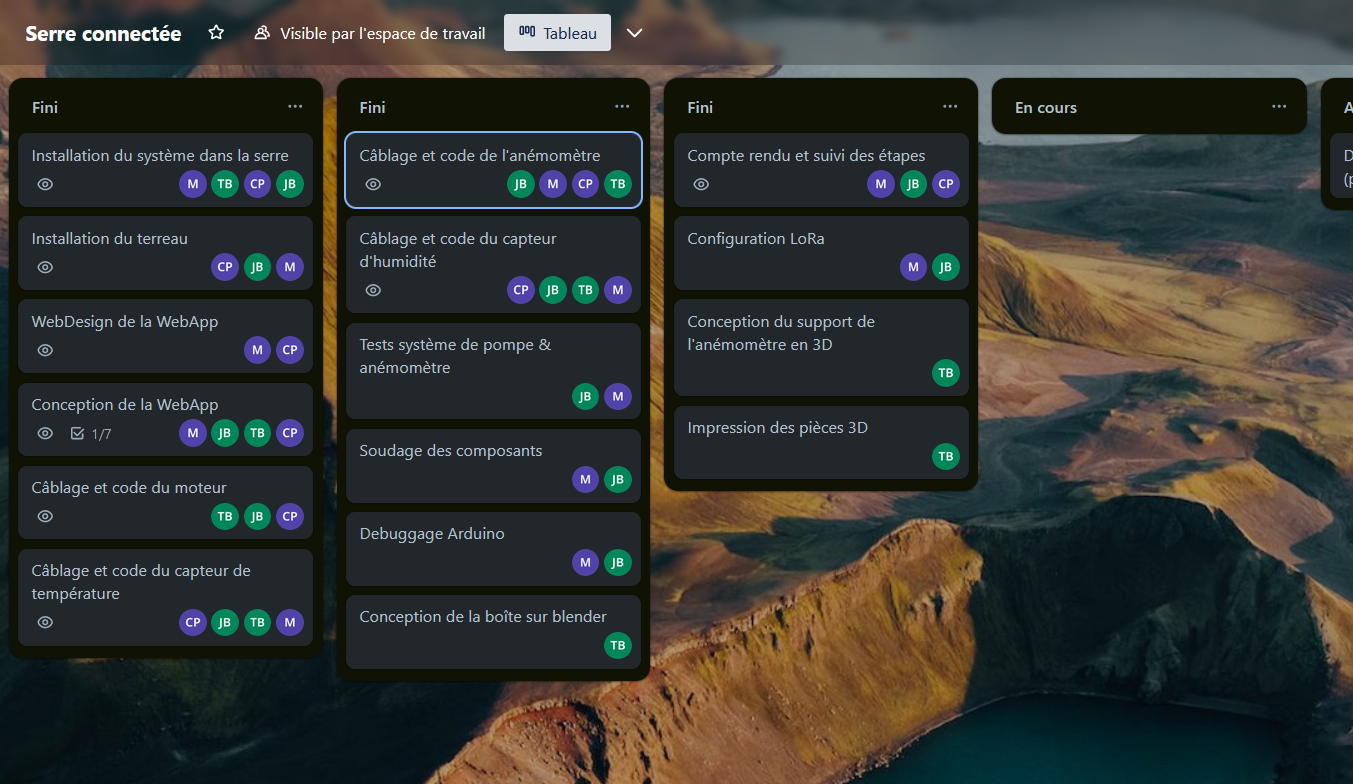 Serre connectée
Visible par l'espace de travail
Tableau
Fini
Installation du système dans la serre
M TB CP JB
Installation du terreau
CP JB M
WebDesign de la WebApp
M CP
Conception de la WebApp
1/7
M JB TB CP
Câblage et code du moteur
TB JB CP
Câblage et code du capteur de
température
CP JB TB M
Fini
Câblage et code de l'anémomètre
JB M CP TB
Câblage et code du capteur
d'humidité
CP JB TB M
Tests système de pompe &
anémomètre
JB M
Soudage des composants
M JB
Debuggage Arduino
M JB
Conception de la boîte sur blender
TB
Fini
Compte rendu et suivi des étapes
M JB CP
Configuration LoRa
M JB
Conception du support de
l'anémomètre en 3D
TB
Impression des pièces 3D
TB
En cours